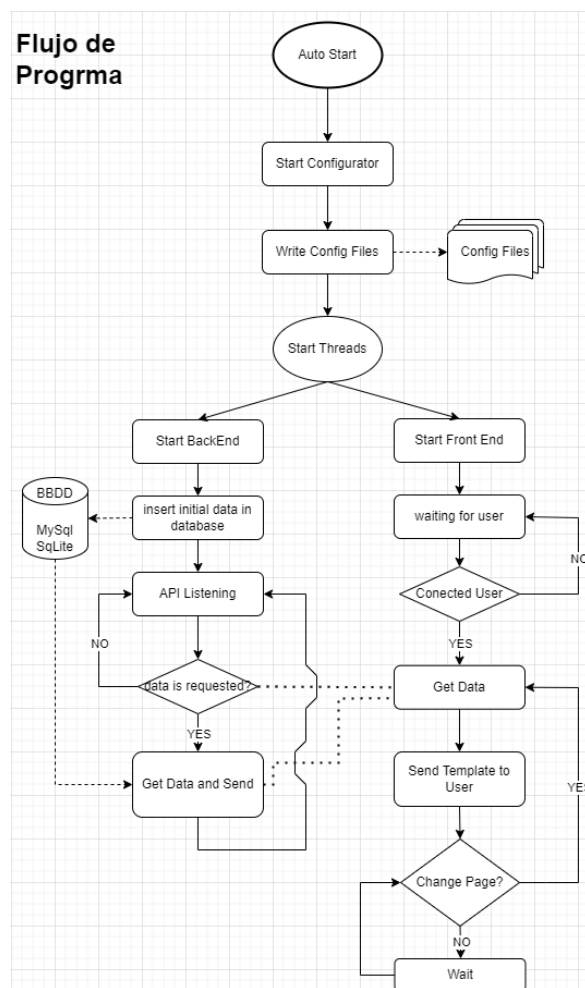 Flujo de
Progrma
Auto Start
Start Configurator
Write Config Files
Config Files
Start Threads
Start BackEnd
Start Front End
BBDD
MySql
SqLite
insert initial data in
database
waiting for user
NO
API Listening
Conected User
NO
YES
data is requested?
Get Data
YES
Get Data and Send
Send Template to
User
YES
Change Page?
NO
Wait